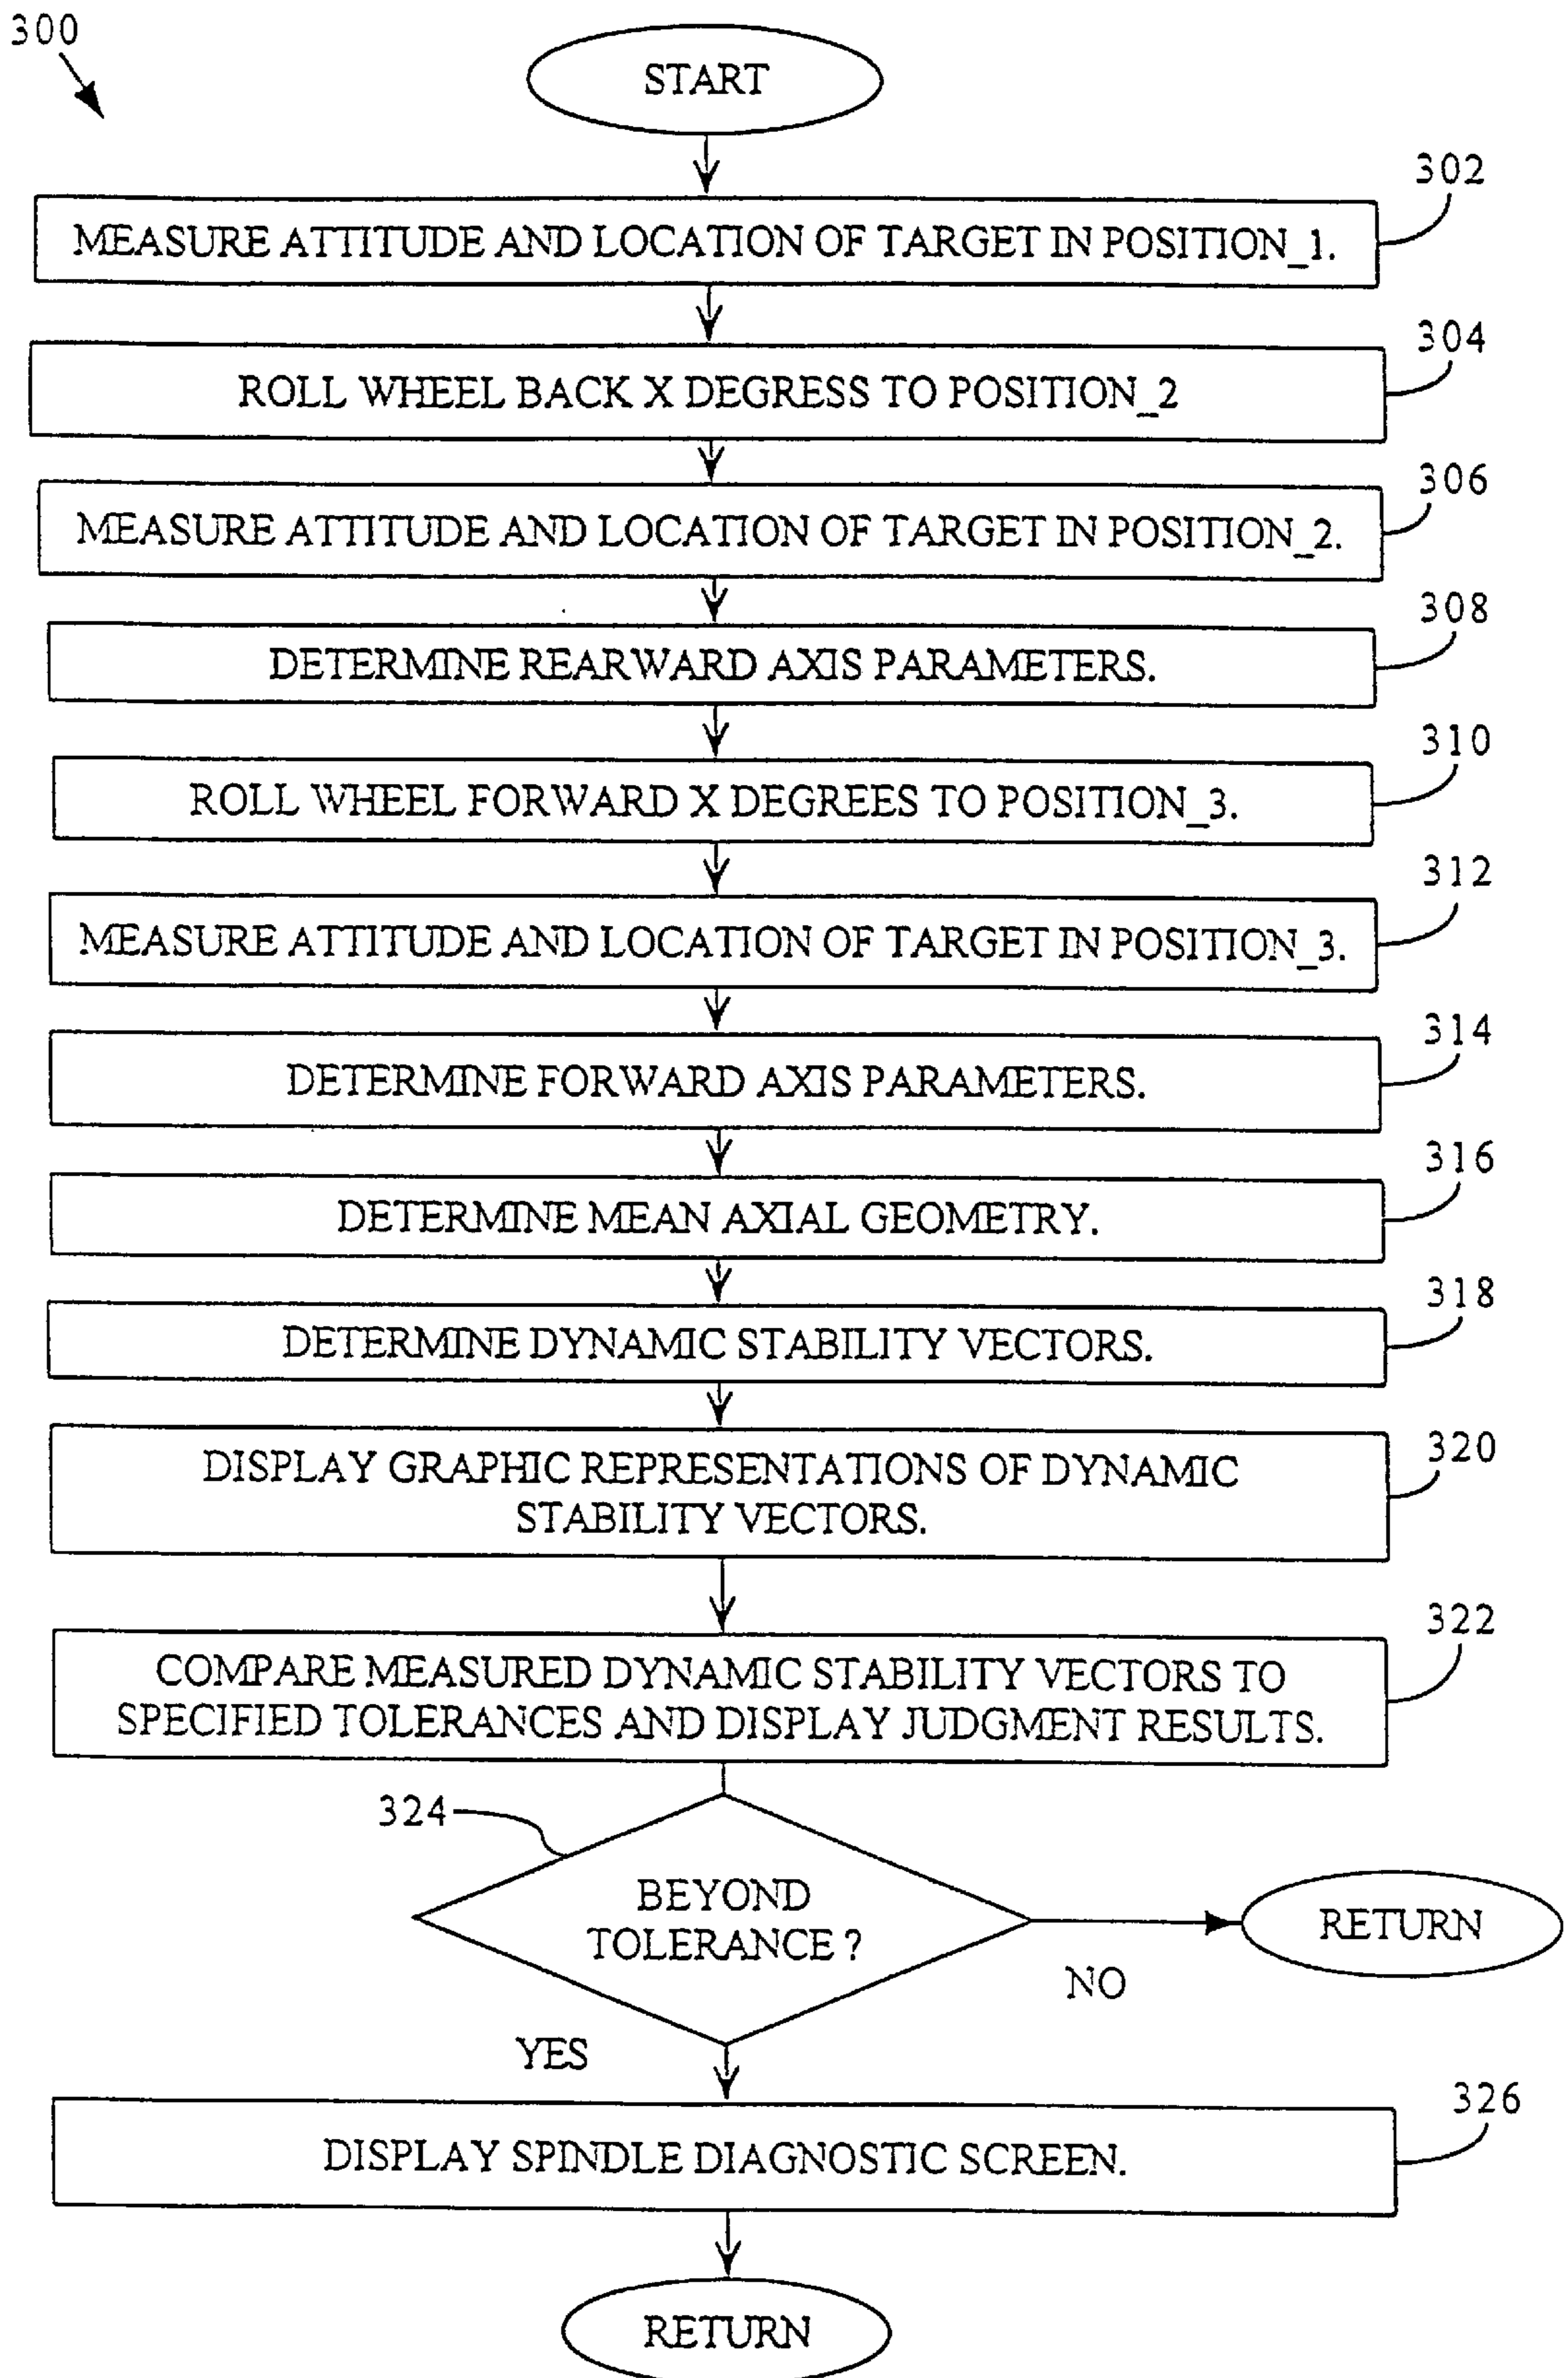 300
START
302
MEASURE ATTITUDE AND LOCATION OF TARGET IN POSITION_1.
304
ROLL WHEEL BACK X DEGRESS TO POSITION_2
306
MEASURE ATTITUDE AND LOCATION OF TARGET IN POSITION_2.
308
DETERMINE REARWARD AXIS PARAMETERS.
310
ROLL WHEEL FORWARD X DEGREES TO POSITION_3.
312
MEASURE ATTITUDE AND LOCATION OF TARGET IN POSITION_3.
314
DETERMINE FORWARD AXIS PARAMETERS.
316
DETERMINE MEAN AXIAL GEOMETRY.
318
DETERMINE DYNAMIC STABILITY VECTORS.
320
DISPLAY GRAPHIC REPRESENTATIONS OF DYNAMIC
STABILITY VECTORS.
322
COMPARE MEASURED DYNAMIC STABILITY VECTORS TO
SPECIFIED TOLERANCES AND DISPLAY JUDGMENT RESULTS.
324
BEYOND
TOLERANCE ?
RETURN
NO
YES
326
DISPLAY SPINDLE DIAGNOSTIC SCREEN.
RETURN